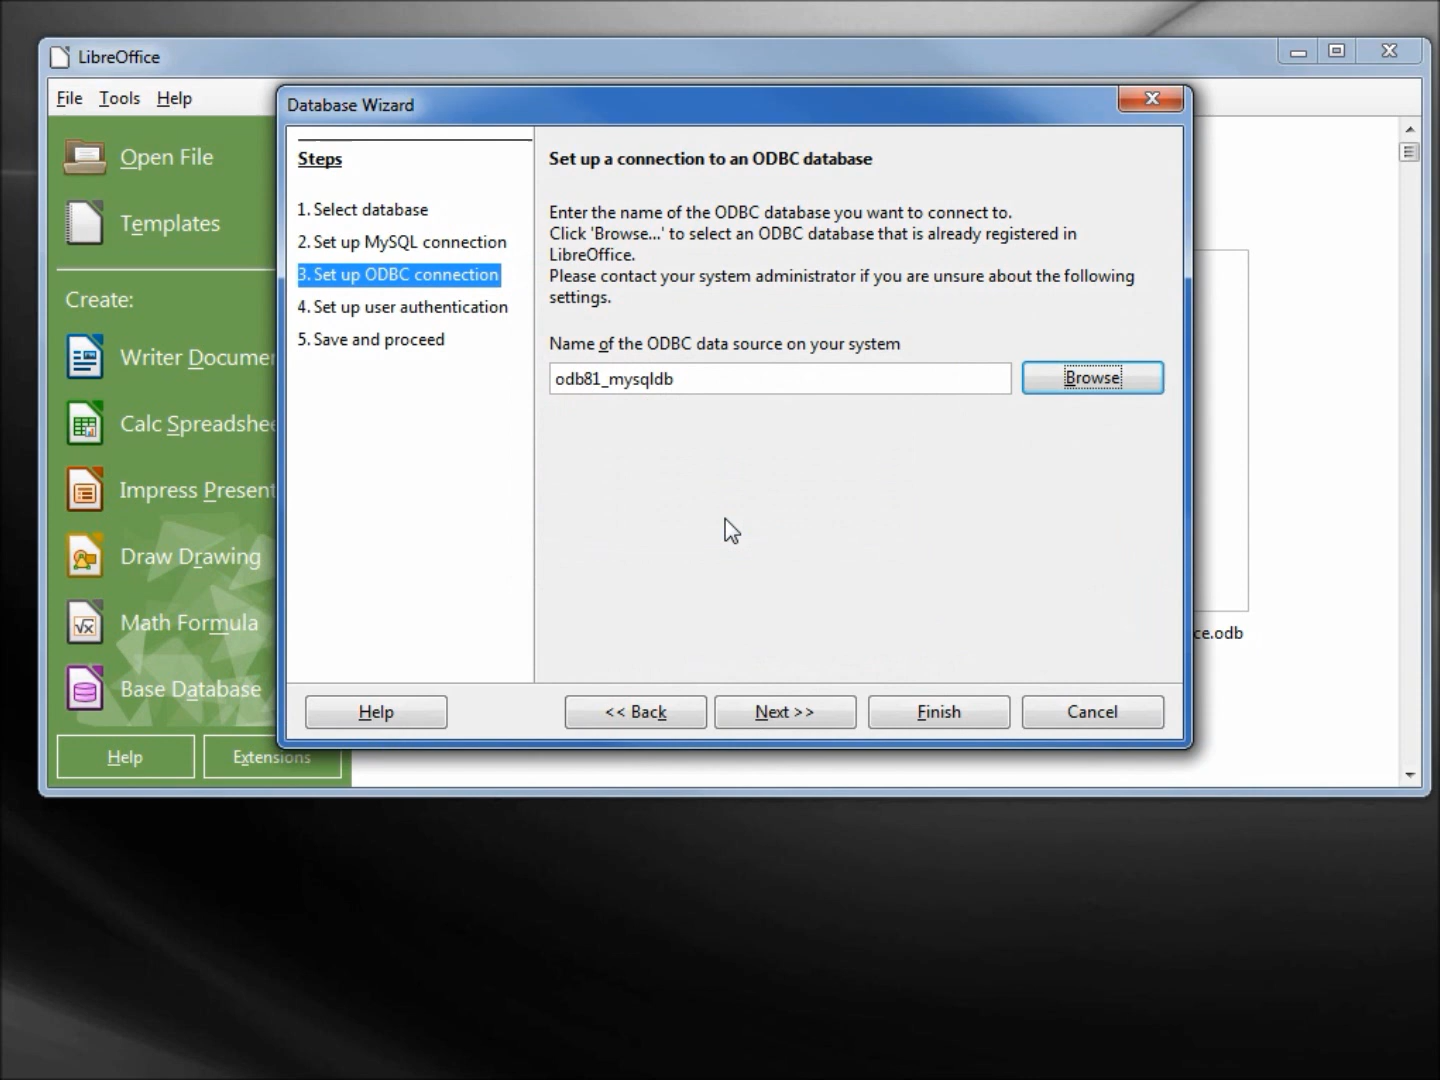 LibreOffice
File Tools Help
Open File
Templates
Create:
Writer Documen
Calc Spreadshee
Impress Present
Draw Drawing
Math Formula
Base Database
Help
Extensions
Database Wizard
Steps
1. Select database
2. Set up MySQL connection
3. Set up ODBC connection
4. Set up user authentication
5. Save and proceed
Set up a connection to an ODBC database
Enter the name of the ODBC database you want to connect to.
Click 'Browse...' to select an ODBC database that is already registered in
LibreOffice.
Please contact your system administrator if you are unsure about the following
settings.
Name of the ODBC data source on your system
odb81_mysqldb
Browse
Help
<< Back
Next >>
Finish
Cancel
ce.odb